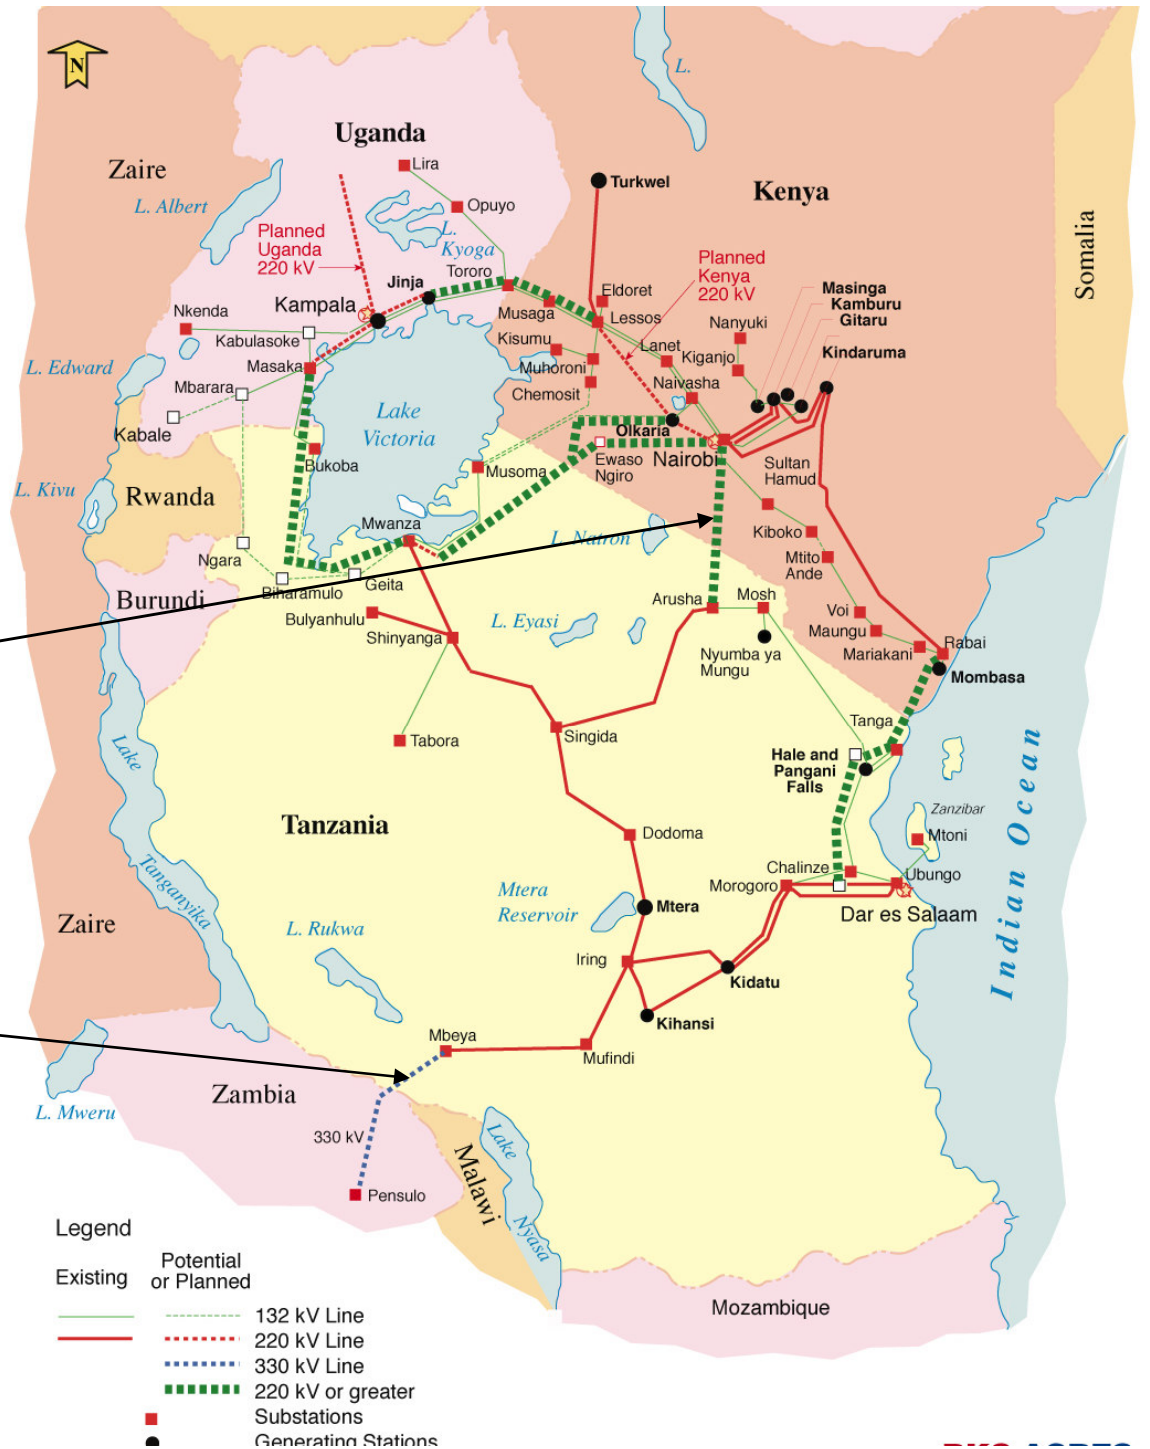 N
L.
Uganda
Lira
Zaire
Turkwel
Kenya
L. Albert
Opuyo
L.
Kyoga
Planned
Uganda
220 kV
Planned
Kenya
220 kV
Somalia
Tororo
Jinja
Eldoret
Masinga
Kamburu
Gitaru
Kampala
Nkenda
Musaga
Lessos
Nanyuki
Kabulasoke
Kisumu
Lanet
Kiganjo
Kindaruma
L. Edward
Masaka
Muhoroni
Mbarara
Chemosit
Naivasha
Lake
Victoria
Kabale
Olkaria
Nairobi
Ewaso
Ngiro
Bukoba
Musoma
Sultan
Hamud
L. Kivu
Rwanda
Mwanza
L. Natron
Kiboko
Ngara
Mtito
Ande
Biharamulo
Geita
Burundi
Bulyanhulu
Arusha
Mosh
Voi
L. Eyasi
Shinyanga
Maungu
Mariakani
Rabai
Nyumba ya
Mungu
Mombasa
Tabora
Singida
Tanga
Lake
Tanganyika
Hale and
Pangani
Falls
Indian Ocean
Zanzibar
Tanzania
Dodoma
Mtoni
Chalinze
Morogoro
Ubungo
Mtera
Reservoir
Mtera
Dar es Salaam
Zaire
L. Rukwa
Iring
Kidatu
Kihansi
Mbeya
Mufindi
Zambia
L. Mweru
330 kV
Lake
Nyasa
Malawi
Pensulo
Mozambique
Legend
Existing
Potential
or Planned
132 kV Line
220 kV Line
330 kV Line
220 kV or greater
Substations
Generating Stations